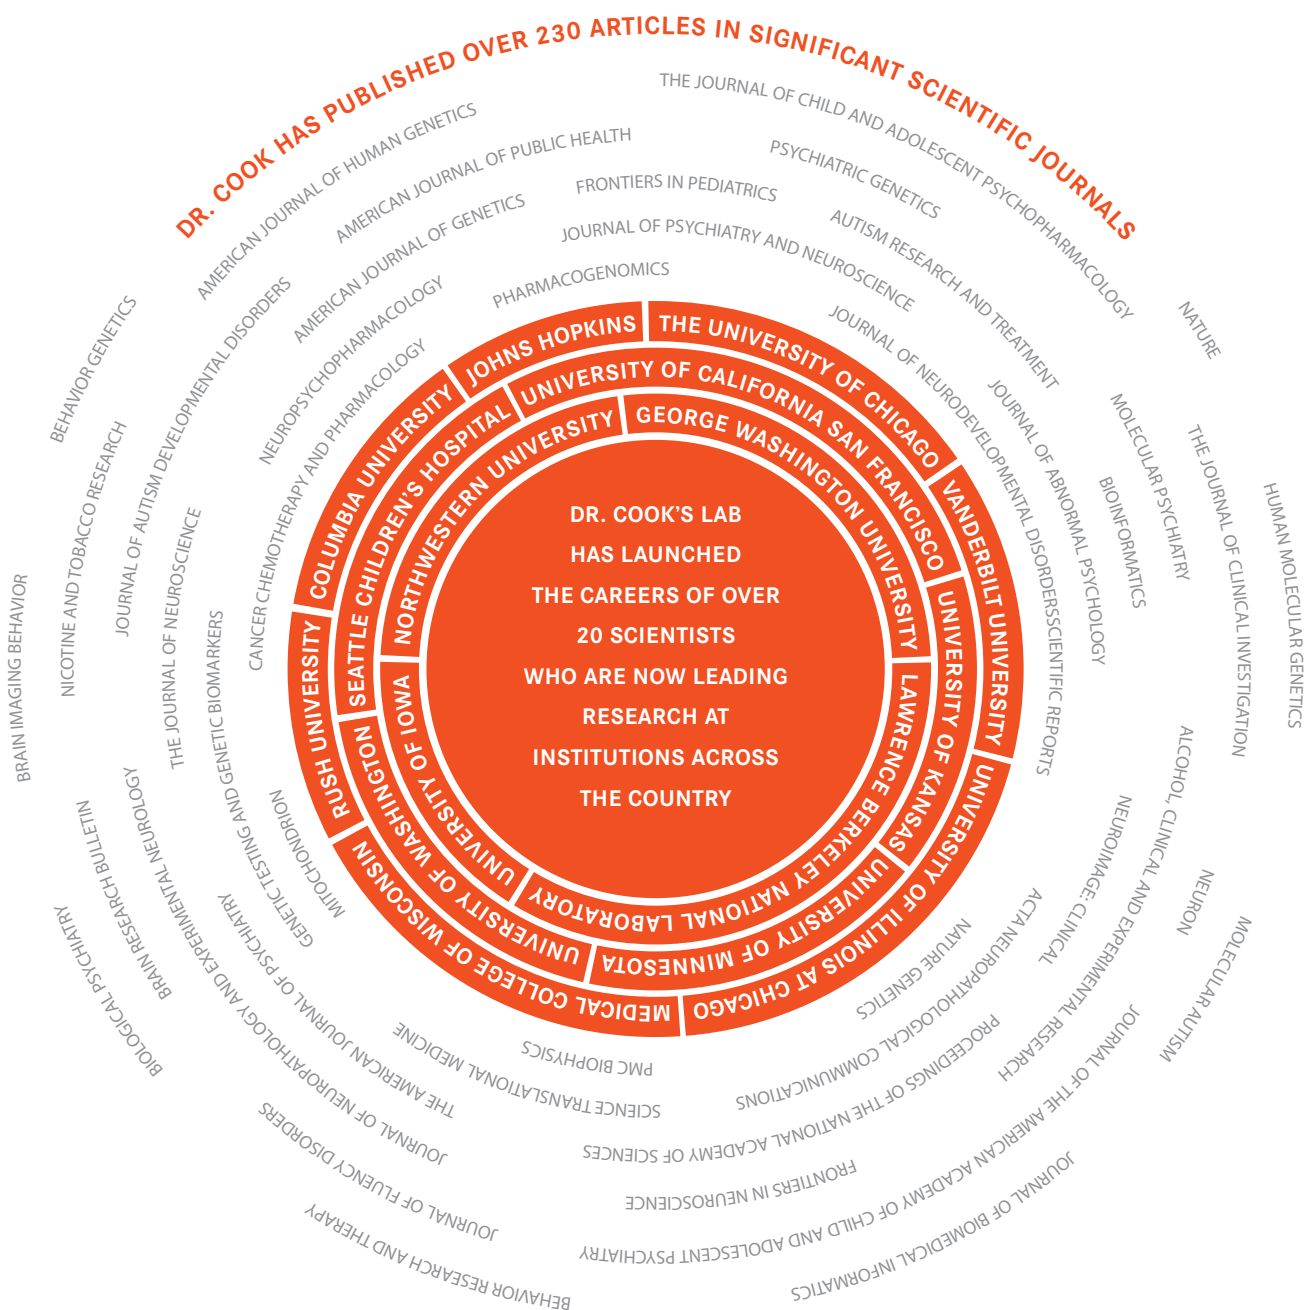 DR. COOK HAS PUBLISHED OVER 230 ARTICLES IN SIGNIFICANT SCIENTIFIC JOURNALS
THE JOURNAL OF CHILD AND ADOLESCENT PSYCHOPHARMACOLOGY
AMERICAN JOURNAL OF HUMAN GENETICS
AMERICAN JOURNAL OF PUBLIC HEALTH
PSYCHIATRIC GENETICS
FRONTIERS IN PEDIATRICS
AMERICAN JOURNAL OF GENETICS
AUTISM RESEARCH AND TREATMENT
JOURNAL OF PSYCHIATRY AND NEUROSCIENCE
PHARMACOGENOMICS
NEUROPSYCHOPHARMACOLOGY
JOURNAL OF AUTISM DEVELOPMENTAL DISORDERS
BEHAVIOR GENETICS
NATURE
JOURNAL OF NEURODEVELOPMENTAL DISORDERS
SCIENTIFIC REPORTS
CANCER CHEMOTHERAPY AND PHARMACOLOGY
JOURNAL OF ABNORMAL PSYCHOLOGY
MOLECULAR PSYCHIATRY
THE JOURNAL OF CLINICAL INVESTIGATION
NICOTINE AND TOBACCO RESEARCH
BIOINFORMATICS
HUMAN MOLECULAR GENETICS
THE JOURNAL OF NEUROSCIENCE
BRAIN IMAGING BEHAVIOR
GENETIC TESTING AND GENETIC BIOMARKERS
JOHNS HOPKINS
THE UNIVERSITY OF CHICAGO
VANDERBILT UNIVERSITY
UNIVERSITY OF ILLINOIS AT CHICAGO
MEDICAL COLLEGE OF WISCONSIN
RUSH UNIVERSITY
COLUMBIA UNIVERSITY
SEATTLE CHILDREN'S HOSPITAL
UNIVERSITY OF CALIFORNIA SAN FRANCISCO
UNIVERSITY OF KANSAS
UNIVERSITY OF MINNESOTA
UNIVERSITY OF WASHINGTON
NORTHWESTERN UNIVERSITY
GEORGE WASHINGTON UNIVERSITY
LAWRENCE BERKELEY NATIONAL LABORATORY
UNIVERSITY OF IOWA
DR. COOK'S LAB
HAS LAUNCHED
THE CAREERS OF OVER
20 SCIENTISTS
WHO ARE NOW LEADING
RESEARCH AT
INSTITUTIONS ACROSS
THE COUNTRY
MITOCHONDRION
ALCOHOL, CLINICAL AND EXPERIMENTAL RESEARCH
NEUROIMAGE: CLINICAL
JOURNAL OF NEUROPATHOLOGY AND EXPERIMENTAL NEUROLOGY
BRAIN RESEARCH BULLETIN
NEURON
ACTA NEUROPATHOLOGICAL COMMUNICATIONS
THE AMERICAN JOURNAL OF PSYCHIATRY
BIOLOGICAL PSYCHIATRY
NATURE GENETICS
MOLECULAR AUTISM
PROCEEDINGS OF THE NATIONAL ACADEMY OF SCIENCES
JOURNAL OF THE AMERICAN ACADEMY OF CHILD AND ADOLESCENT PSYCHIATRY
SCIENCE TRANSLATIONAL MEDICINE
PMC BIOPHYSICS
JOURNAL OF FLUENCY DISORDERS
FRONTIERS IN NEUROSCIENCE
JOURNAL OF BIOMEDICAL INFORMATICS
BEHAVIOR RESEARCH AND THERAPY